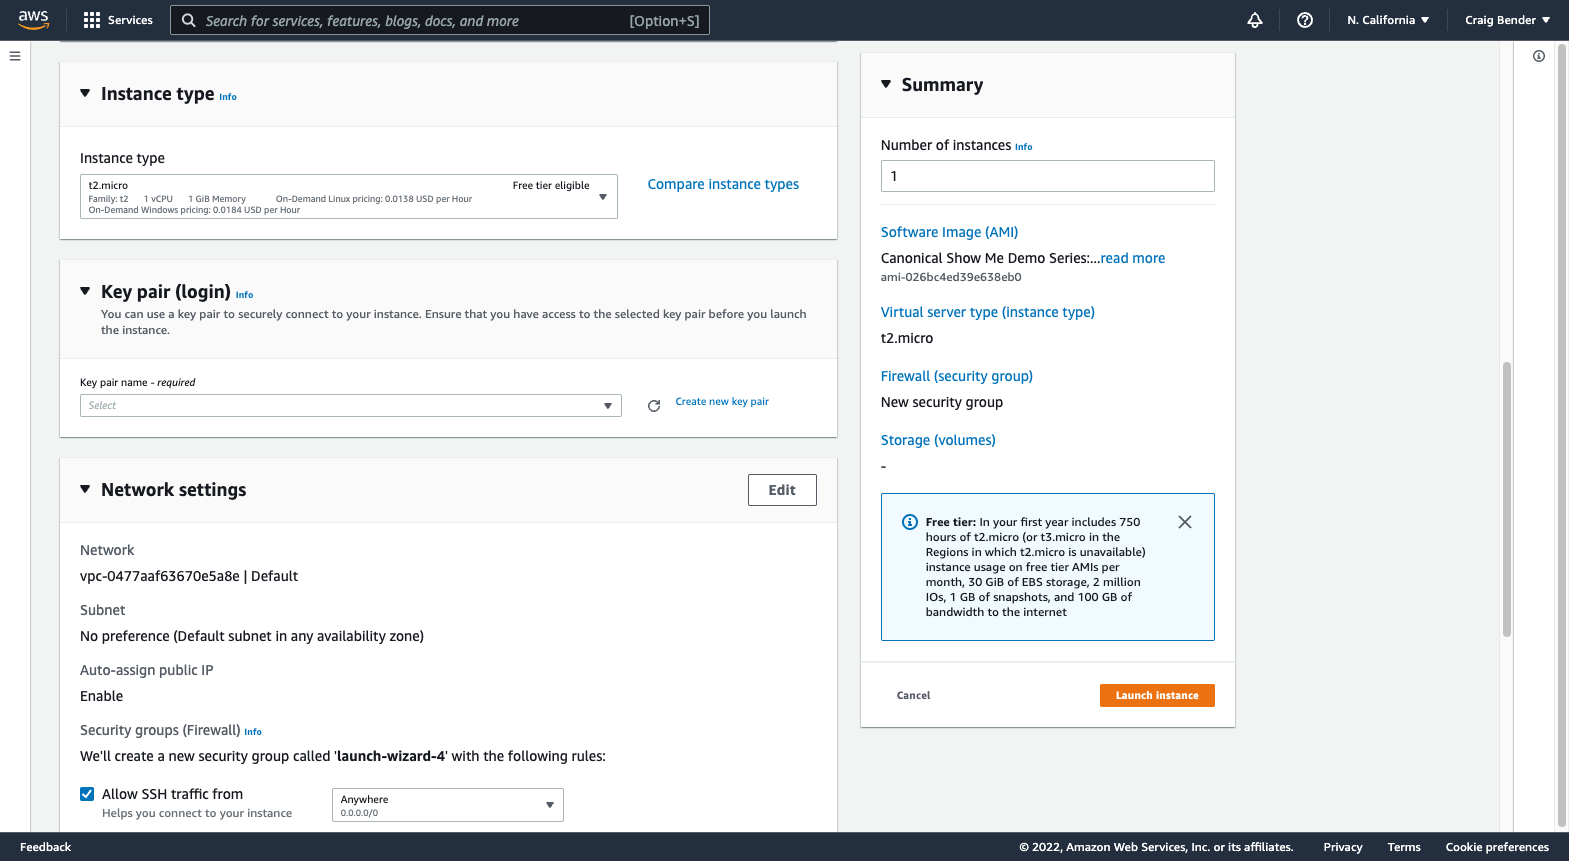 aws
Services
Search for services, features, blogs, docs, and more
[Option+S]
N. California
Craig Bender
Instance type Info
Instance type
t2.micro
Free tier eligible
Family: t2 1 vCPU 1 GiB Memory On-Demand Linux pricing: 0.0138 USD per Hour
On-Demand Windows pricing: 0.0184 USD per Hour
Compare instance types
Key pair (login) Info
You can use a key pair to securely connect to your instance. Ensure that you have access to the selected key pair before you launch
the instance.
Key pair name - required
Select
Create new key pair
Network settings
Edit
Network
vpc-0477aaf63670e5a8e | Default
Subnet
No preference (Default subnet in any availability zone)
Auto-assign public IP
Enable
Security groups (Firewall) Info
We'll create a new security group called 'launch-wizard-4' with the following rules:
Allow SSH traffic from
Helps you connect to your instance
Anywhere
0.0.0.0/0
Summary
Number of instances Info
1
Software Image (AMI)
Canonical Show Me Demo Series:...read more
ami-026bc4ed39e638eb0
Virtual server type (instance type)
t2.micro
Firewall (security group)
New security group
Storage (volumes)
-
Free tier: In your first year includes 750
hours of t2.micro (or t3.micro in the
Regions in which t2.micro is unavailable)
instance usage on free tier AMIs per
month, 30 GiB of EBS storage, 2 million
IOs, 1 GB of snapshots, and 100 GB of
bandwidth to the internet
Cancel
Launch instance
Feedback
© 2022, Amazon Web Services, Inc. or its affiliates.
Privacy
Terms
Cookie preferences